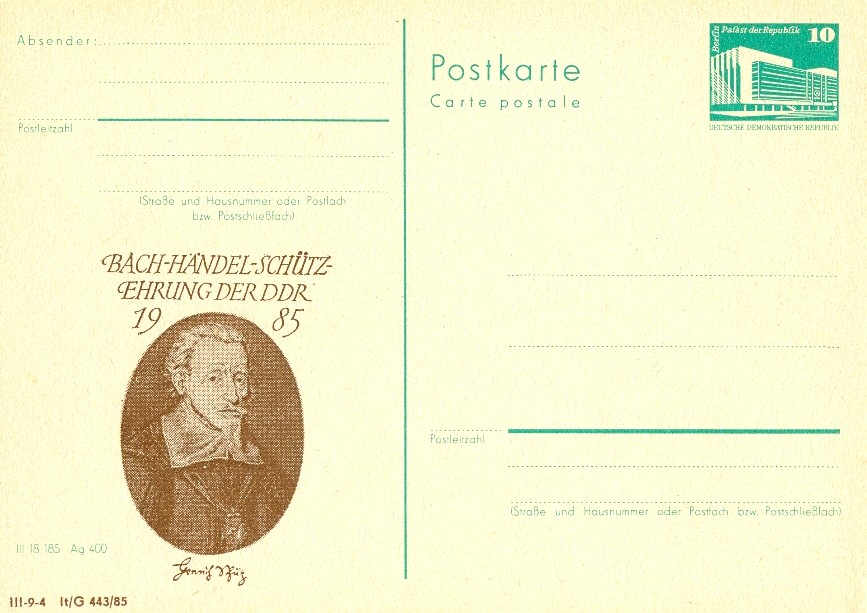 Absender:
Postleitzahl
(Straße und Hausnummer oder Postfach
bzw. Postschließfach)
BACH-HÄNDEL-SCHÜTZ-
EHRUNG DER DDR
19 85
Henrich Schütz
III 18 185 Ag 400
III-9-4 It/G 443/85
Postkarte
Carte postale
Berlin
Palast der Republik 10
DEUTSCHE DEMOKRATISCHE REPUBLIK
Postleitzahl
(Straße und Hausnummer oder Postfach bzw. Postschließfach)